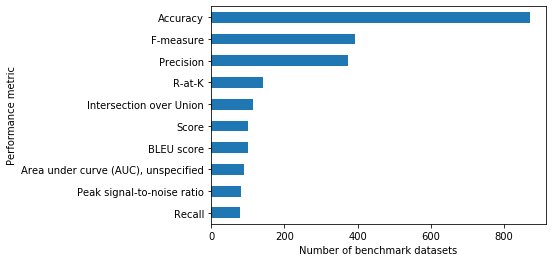 Performance metric
Accuracy
F-measure
Precision
R-at-K
Intersection over Union
Score
BLEU score
Area under curve (AUC), unspecified
Peak signal-to-noise ratio
Recall
0 200 400 600 800
Number of benchmark datasets